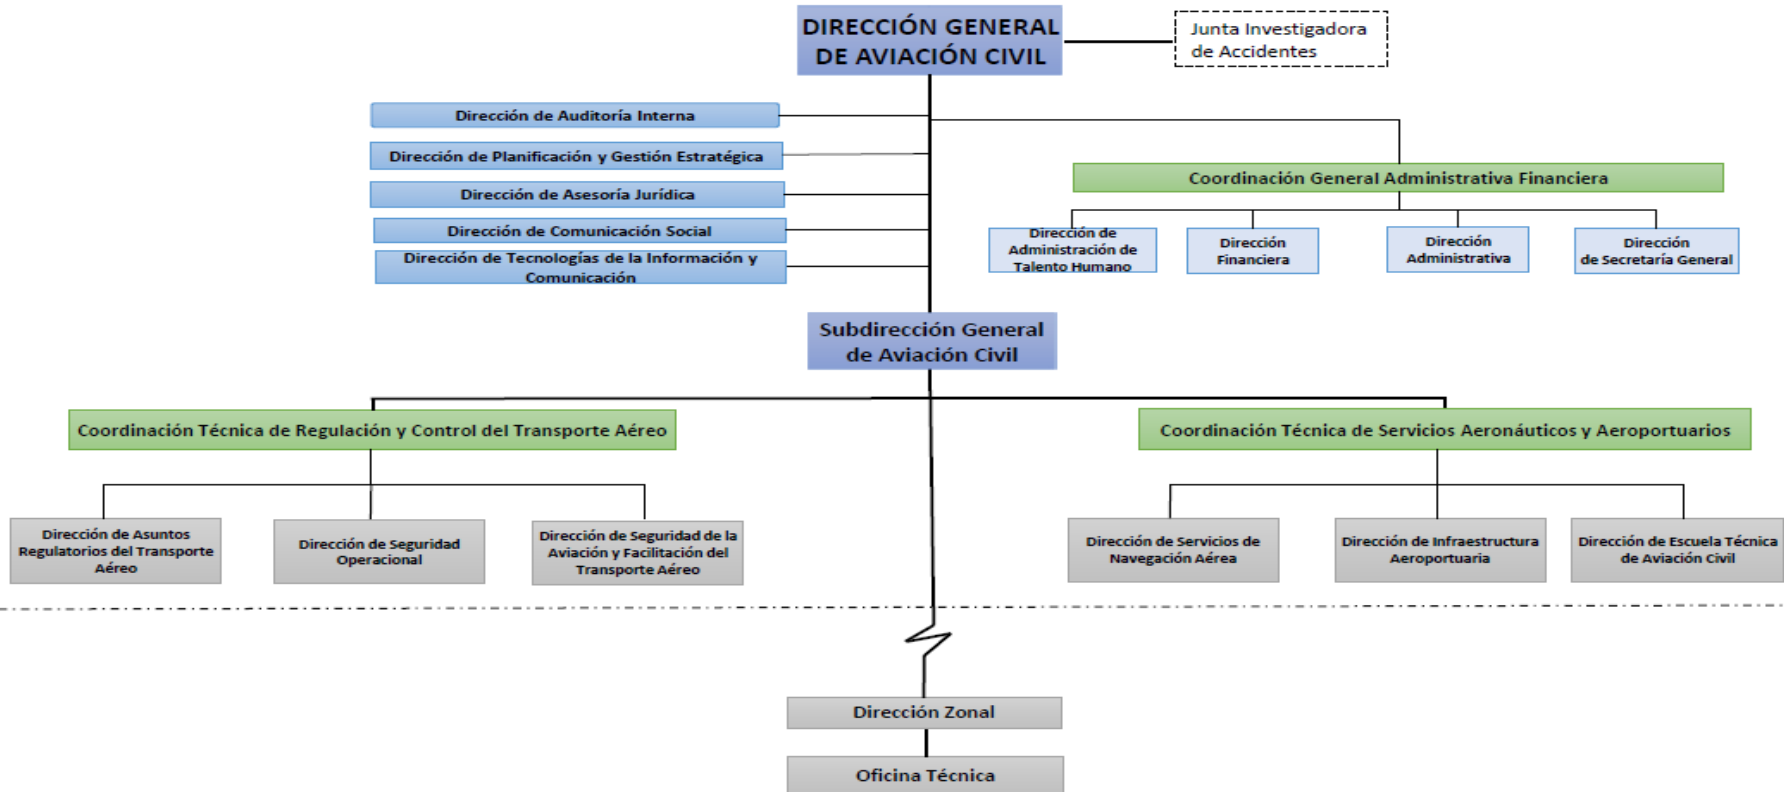 DIRECCIÓN GENERAL
DE AVIACIÓN CIVIL
Junta Investigadora
de Accidentes
Dirección de Auditoría Interna
Dirección de Planificación y Gestión Estratégica
Dirección de Asesoría Jurídica
Dirección de Comunicación Social
Dirección de Tecnologías de la Información y
Comunicación
Coordinación General Administrativa Financiera
Dirección de
Administración de
Talento Humano
Dirección
Financiera
Dirección
Administrativa
Dirección
de Secretaría General
Subdirección General
de Aviación Civil
Coordinación Técnica de Regulación y Control del Transporte Aéreo
Coordinación Técnica de Servicios Aeronáuticos y Aeroportuarios
Dirección de Asuntos
Regulatorios del Transporte
Aéreo
Dirección de Seguridad
Operacional
Dirección de Seguridad de la
Aviación y Facilitación del
Transporte Aéreo
Dirección de Servicios de
Navegación Aérea
Dirección de Infraestructura
Aeroportuaria
Dirección de Escuela Técnica
de Aviación Civil
Dirección Zonal
Oficina Técnica